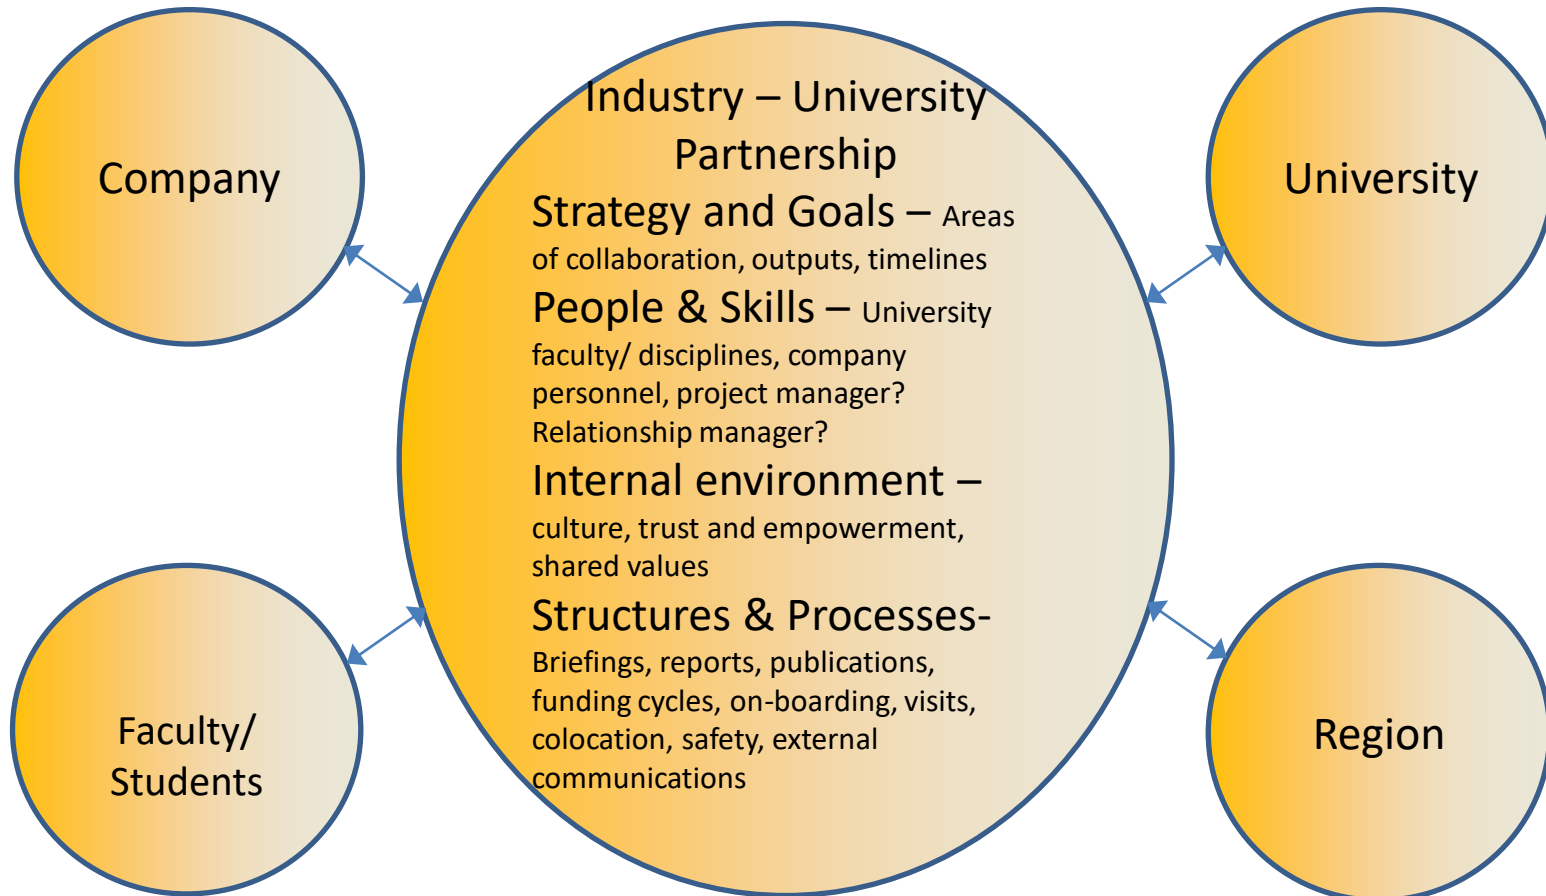 Company
Industry – University
Partnership
Strategy and Goals – Areas
of collaboration, outputs, timelines
People & Skills – University
faculty/ disciplines, company
personnel, project manager?
Relationship manager?
Internal environment –
culture, trust and empowerment,
shared values
Structures & Processes-
Briefings, reports, publications,
funding cycles, on-boarding, visits,
colocation, safety, external
communications
University
Faculty/
Students
Region